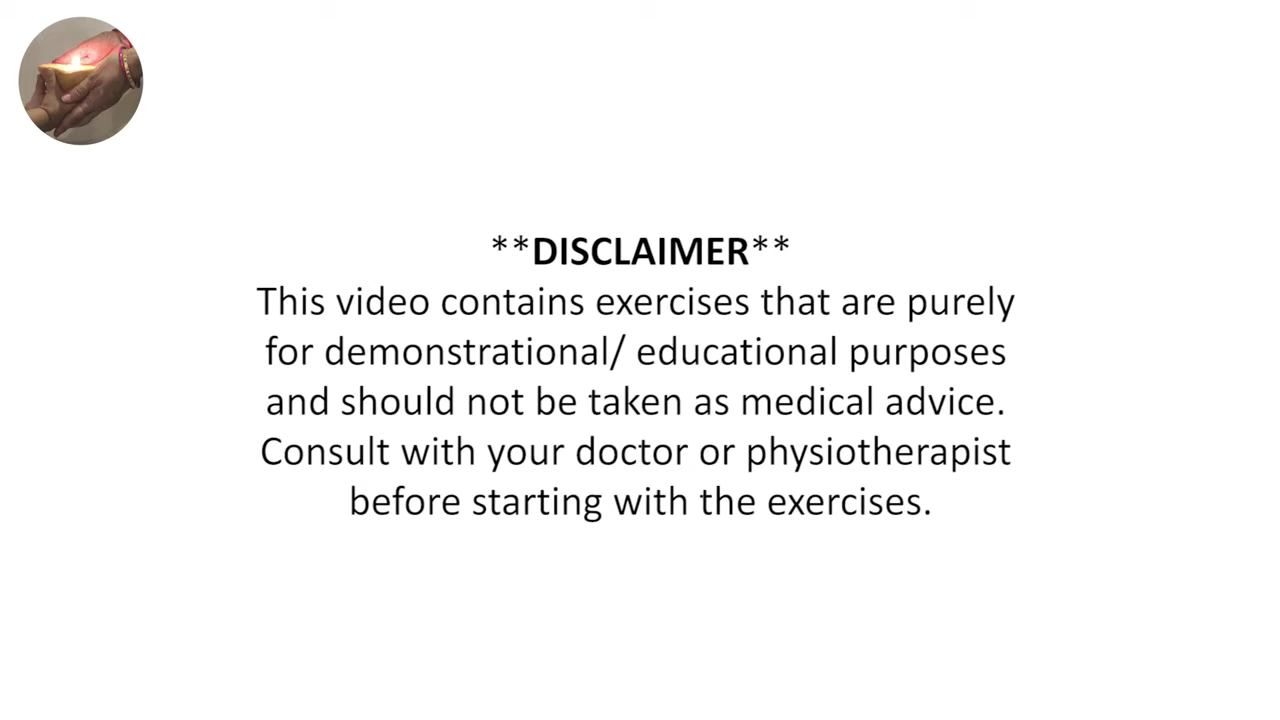 **DISCLAIMER**
This video contains exercises that are purely
for demonstrational/ educational purposes
and should not be taken as medical advice.
Consult with your doctor or physiotherapist
before starting with the exercises.